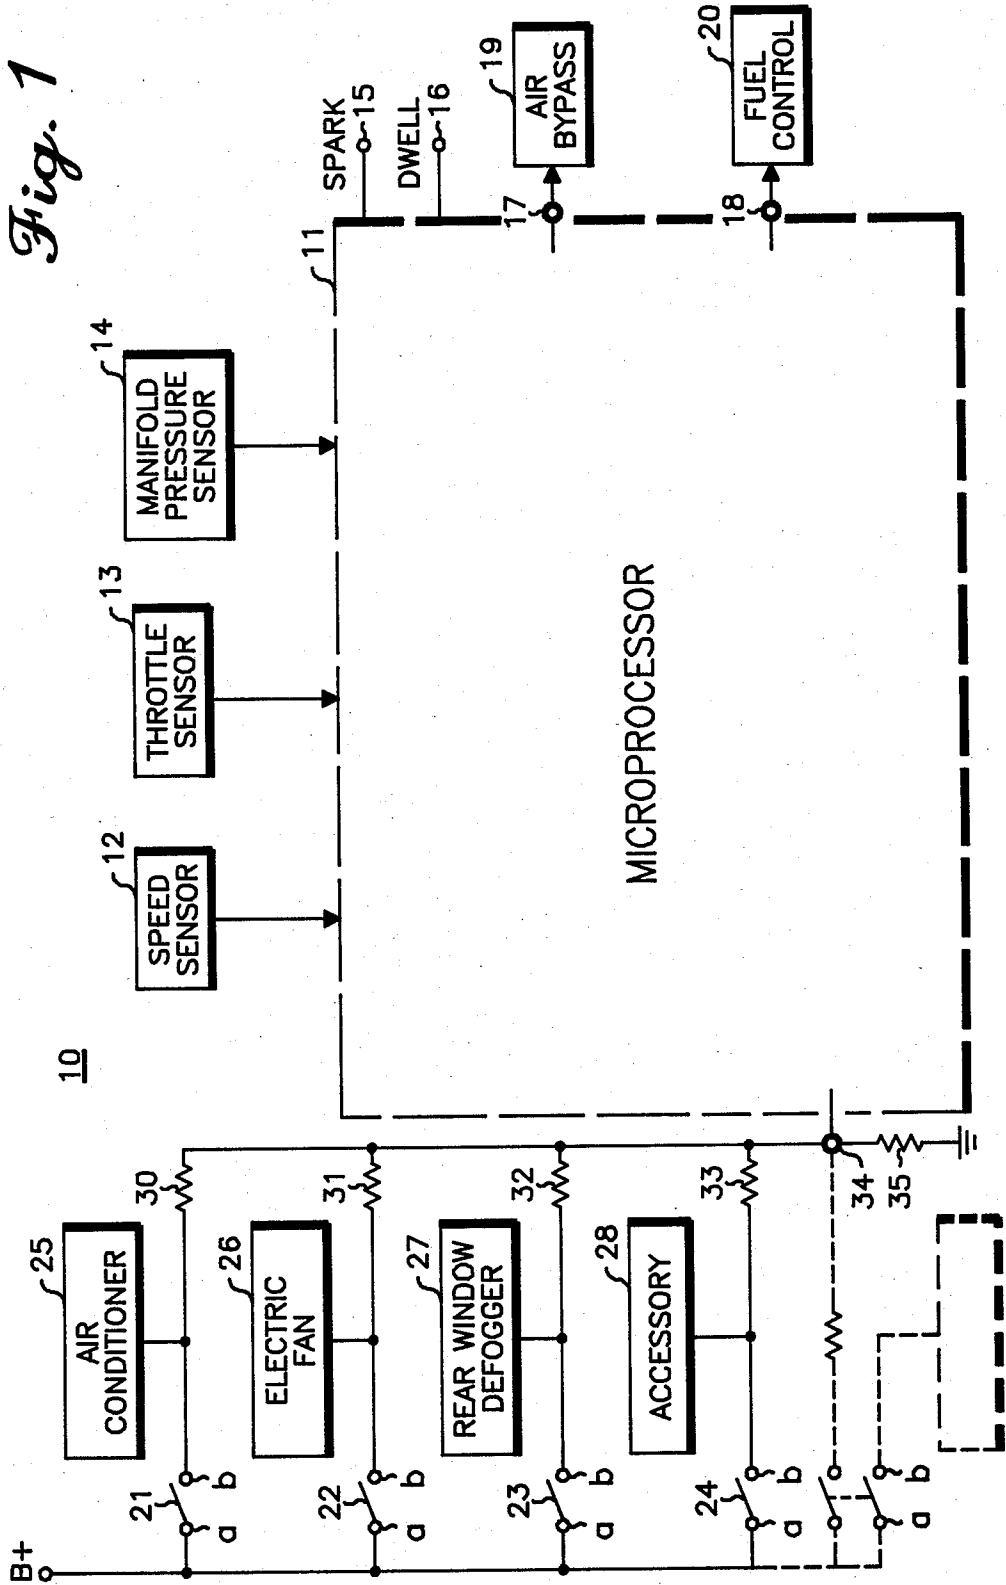 Fig. 1
10
12
SPEED
SENSOR
13
THROTTLE
SENSOR
14
MANIFOLD
PRESSURE
SENSOR
11
MICROPROCESSOR
SPARK
15
DWELL
16
17
19
AIR
BYPASS
18
20
FUEL
CONTROL
B+
21
a
b
25
AIR
CONDITIONER
30
22
a
b
26
ELECTRIC
FAN
31
23
a
b
27
REAR WINDOW
DEFOGGER
32
24
a
b
28
ACCESSORY
33
34
35
a
b